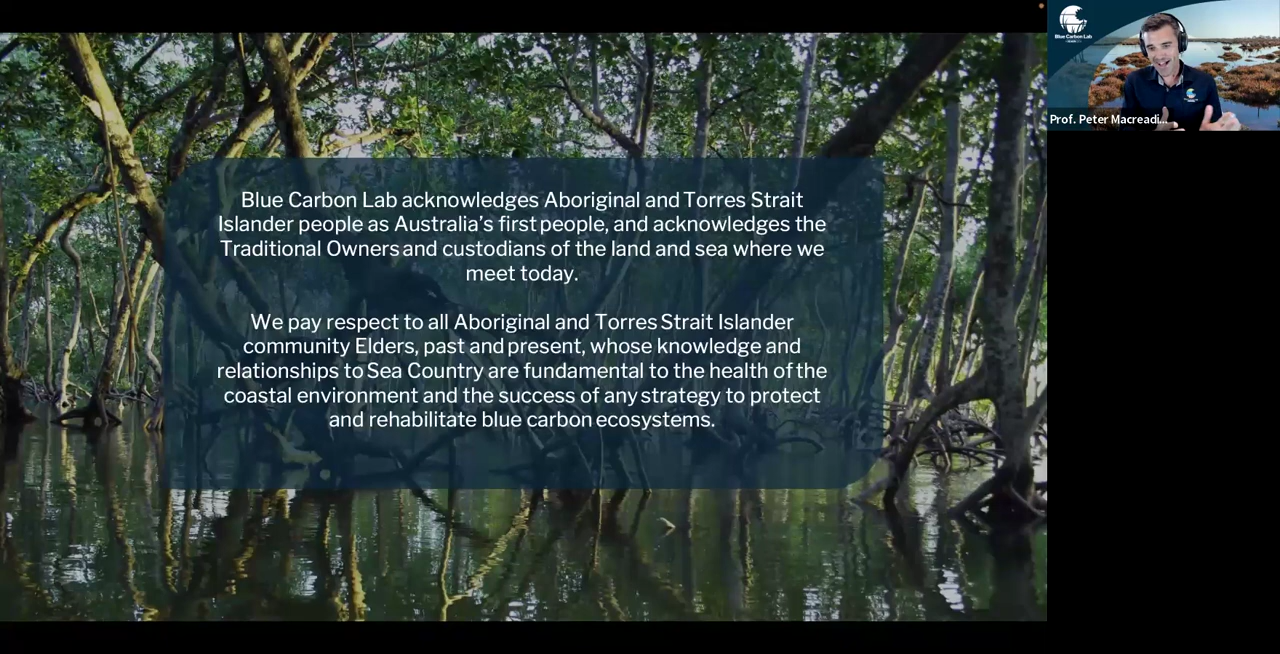 Blue Carbon Lab acknowledges Aboriginal and Torres Strait
Islander people as Australia’s first people, and acknowledges the
Traditional Owners and custodians of the land and sea where we
meet today.
We pay respect to all Aboriginal and Torres Strait Islander
community Elders, past and present, whose knowledge and
relationships to Sea Country are fundamental to the health of the
coastal environment and the success of any strategy to protect
and rehabilitate blue carbon ecosystems.
Blue Carbon Lab
Prof. Peter Macreadi...